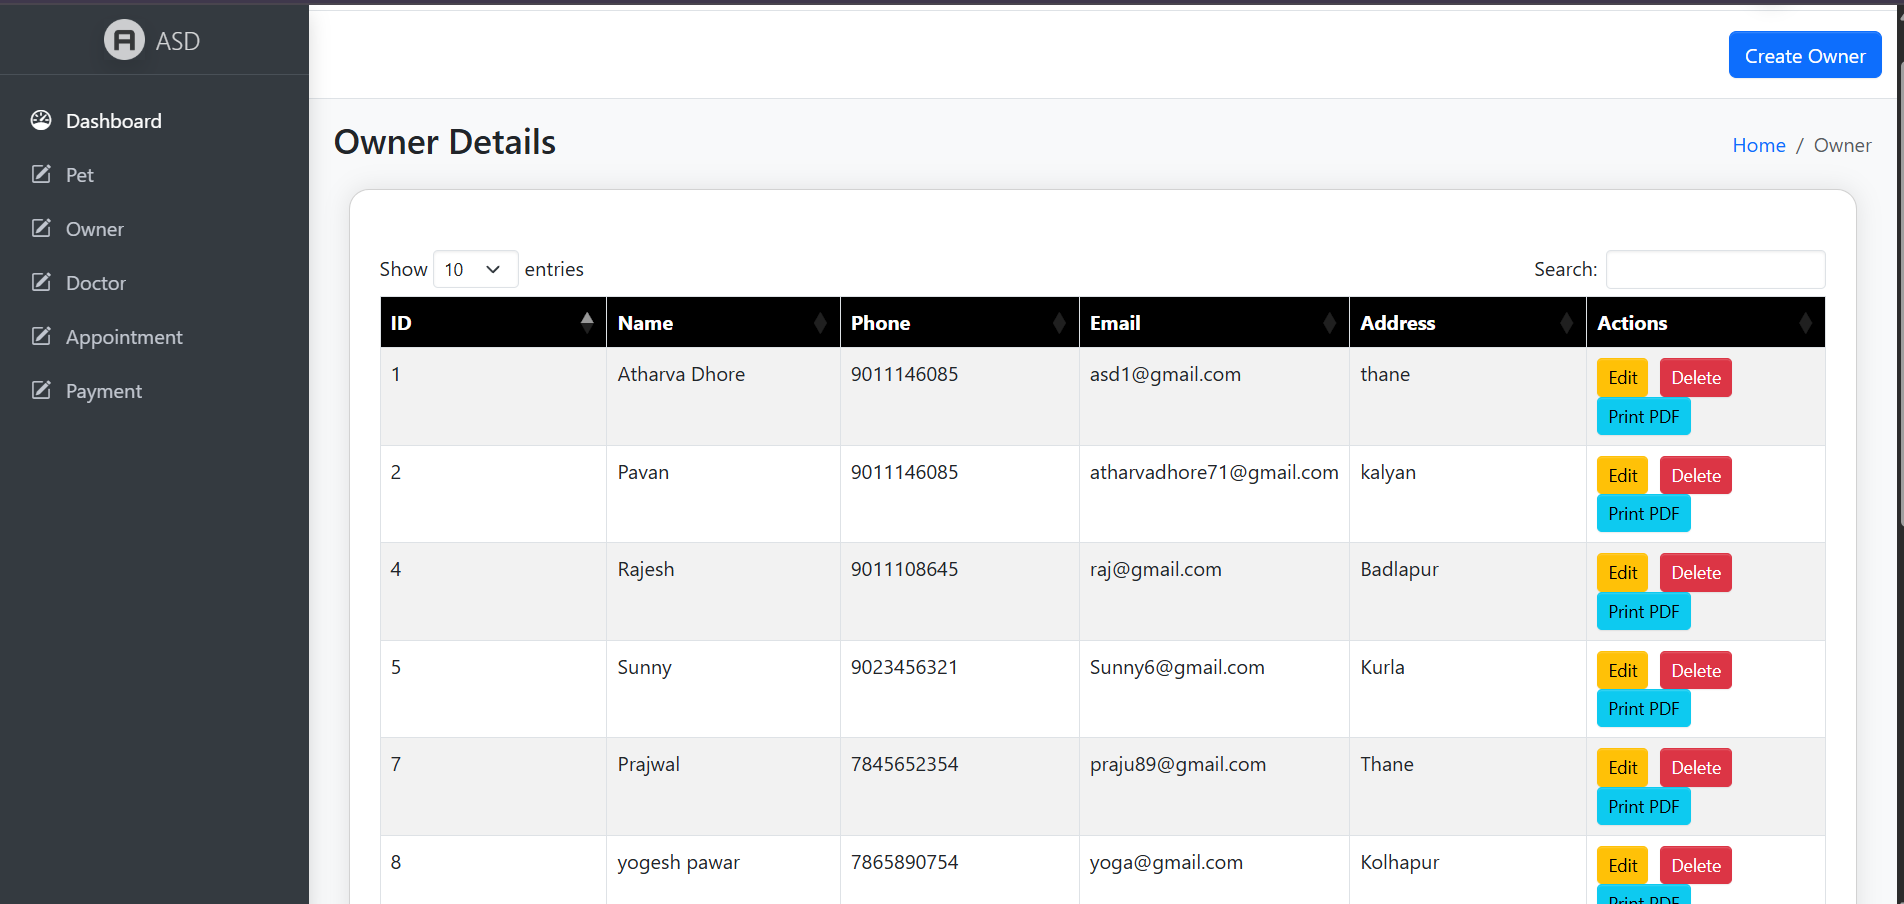 ASD
Create Owner
Dashboard
Pet
Owner
Doctor
Appointment
Payment
Owner Details
Home / Owner
Show 10 entries
Search:
ID Name Phone Email Address Actions
1 Atharva Dhore 9011146085 asd1@gmail.com thane Edit Delete
Print PDF
2 Pavan 9011146085 atharvadhore71@gmail.com kalyan Edit Delete
Print PDF
4 Rajesh 9011108645 raj@gmail.com Badlapur Edit Delete
Print PDF
5 Sunny 9023456321 Sunny6@gmail.com Kurla Edit Delete
Print PDF
7 Prajwal 7845652354 praju89@gmail.com Thane Edit Delete
Print PDF
8 yogesh pawar 7865890754 yoga@gmail.com Kolhapur Edit Delete
Print PDF